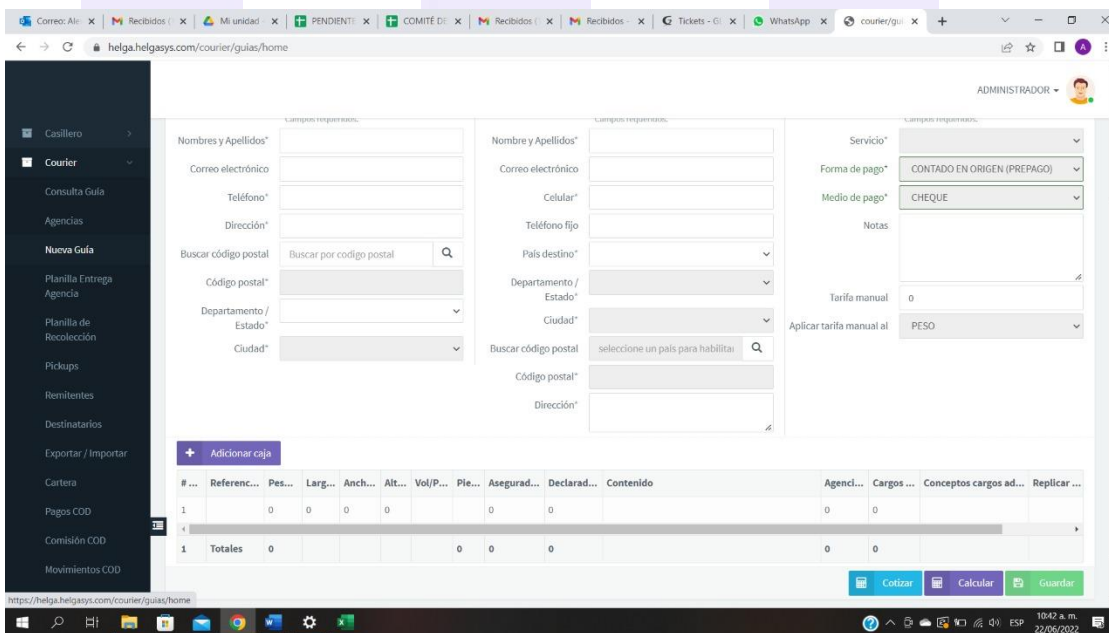 Correo: Ale
Recibidos (
Mi unidad -
PENDIENTE
COMITÉ DE
Recibidos (
Recibidos -
Tickets - Gl
WhatsApp
courier/gui
helga.helgasys.com/courier/guias/home
A
ADMINISTRADOR
Casillero
Courier
Consulta Guía
Agencias
Nueva Guía
Planilla Entrega
Agencia
Planilla de
Recolección
Pickups
Remitentes
Destinatarios
Exportar / Importar
Cartera
Pagos COD
Comisión COD
Movimientos COD
Campos requeridos.
Nombres y Apellidos*
Correo electrónico
Teléfono*
Dirección*
Buscar código postal Buscar por codigo postal
Código postal*
Departamento /
Estado*
Ciudad*
Campos requeridos.
Nombre y Apellidos*
Correo electrónico
Celular*
Teléfono fijo
País destino*
Departamento /
Estado*
Ciudad*
Buscar código postal seleccione un país para habilitar
Código postal*
Dirección*
Campos requeridos.
Servicio*
Forma de pago* CONTADO EN ORIGEN (PREPAGO)
Medio de pago* CHEQUE
Notas
Tarifa manual 0
Aplicar tarifa manual al PESO
+ Adicionar caja
# ... Referenc... Pes... Larg... Anch... Alt... Vol/P... Pie... Asegurad... Declarad... Contenido Agenci... Cargos ... Conceptos cargos ad... Replicar ...
1 0 0 0 0 0 0 0 0
1 Totales 0 0 0 0 0 0
Cotizar Calcular Guardar
https://helga.helgasys.com/courier/guias/home
ESP
10:42 a. m.
22/06/2022